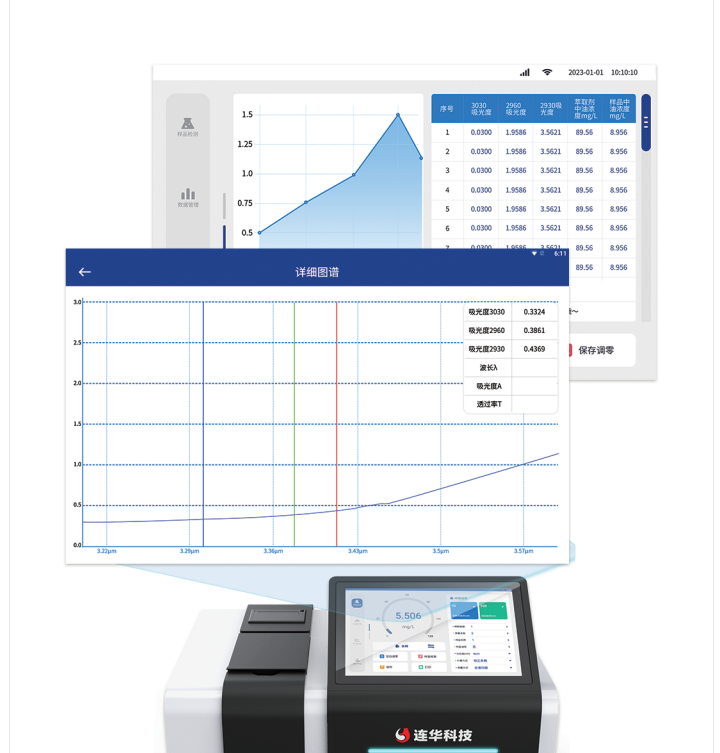 2023-01-01 10:10:10
样品检测
数据管理
1.5
1.25
1.0
0.75
0.5
序号 3030吸光度 2960吸光度 2930吸光度 萃取剂中油浓度mg/L 样品中油浓度mg/L
1 0.0300 1.9586 3.5621 89.56 8.956
2 0.0300 1.9586 3.5621 89.56 8.956
3 0.0300 1.9586 3.5621 89.56 8.956
4 0.0300 1.9586 3.5621 89.56 8.956
5 0.0300 1.9586 3.5621 89.56 8.956
6 0.0300 1.9586 3.5621 89.56 8.956
7 0.0300 1.9586 3.5621 89.56 8.956
89.56 8.956
保存调零
6:11
详细图谱
3.0
2.5
2.0
1.5
1.0
0.5
0.0
3.22μm 3.29μm 3.36μm 3.43μm 3.5μm 3.57μm
吸光度3030 0.3324
吸光度2960 0.3861
吸光度2930 0.4369
波长λ
吸光度A
透过率T
5.506
mg/L
连华科技